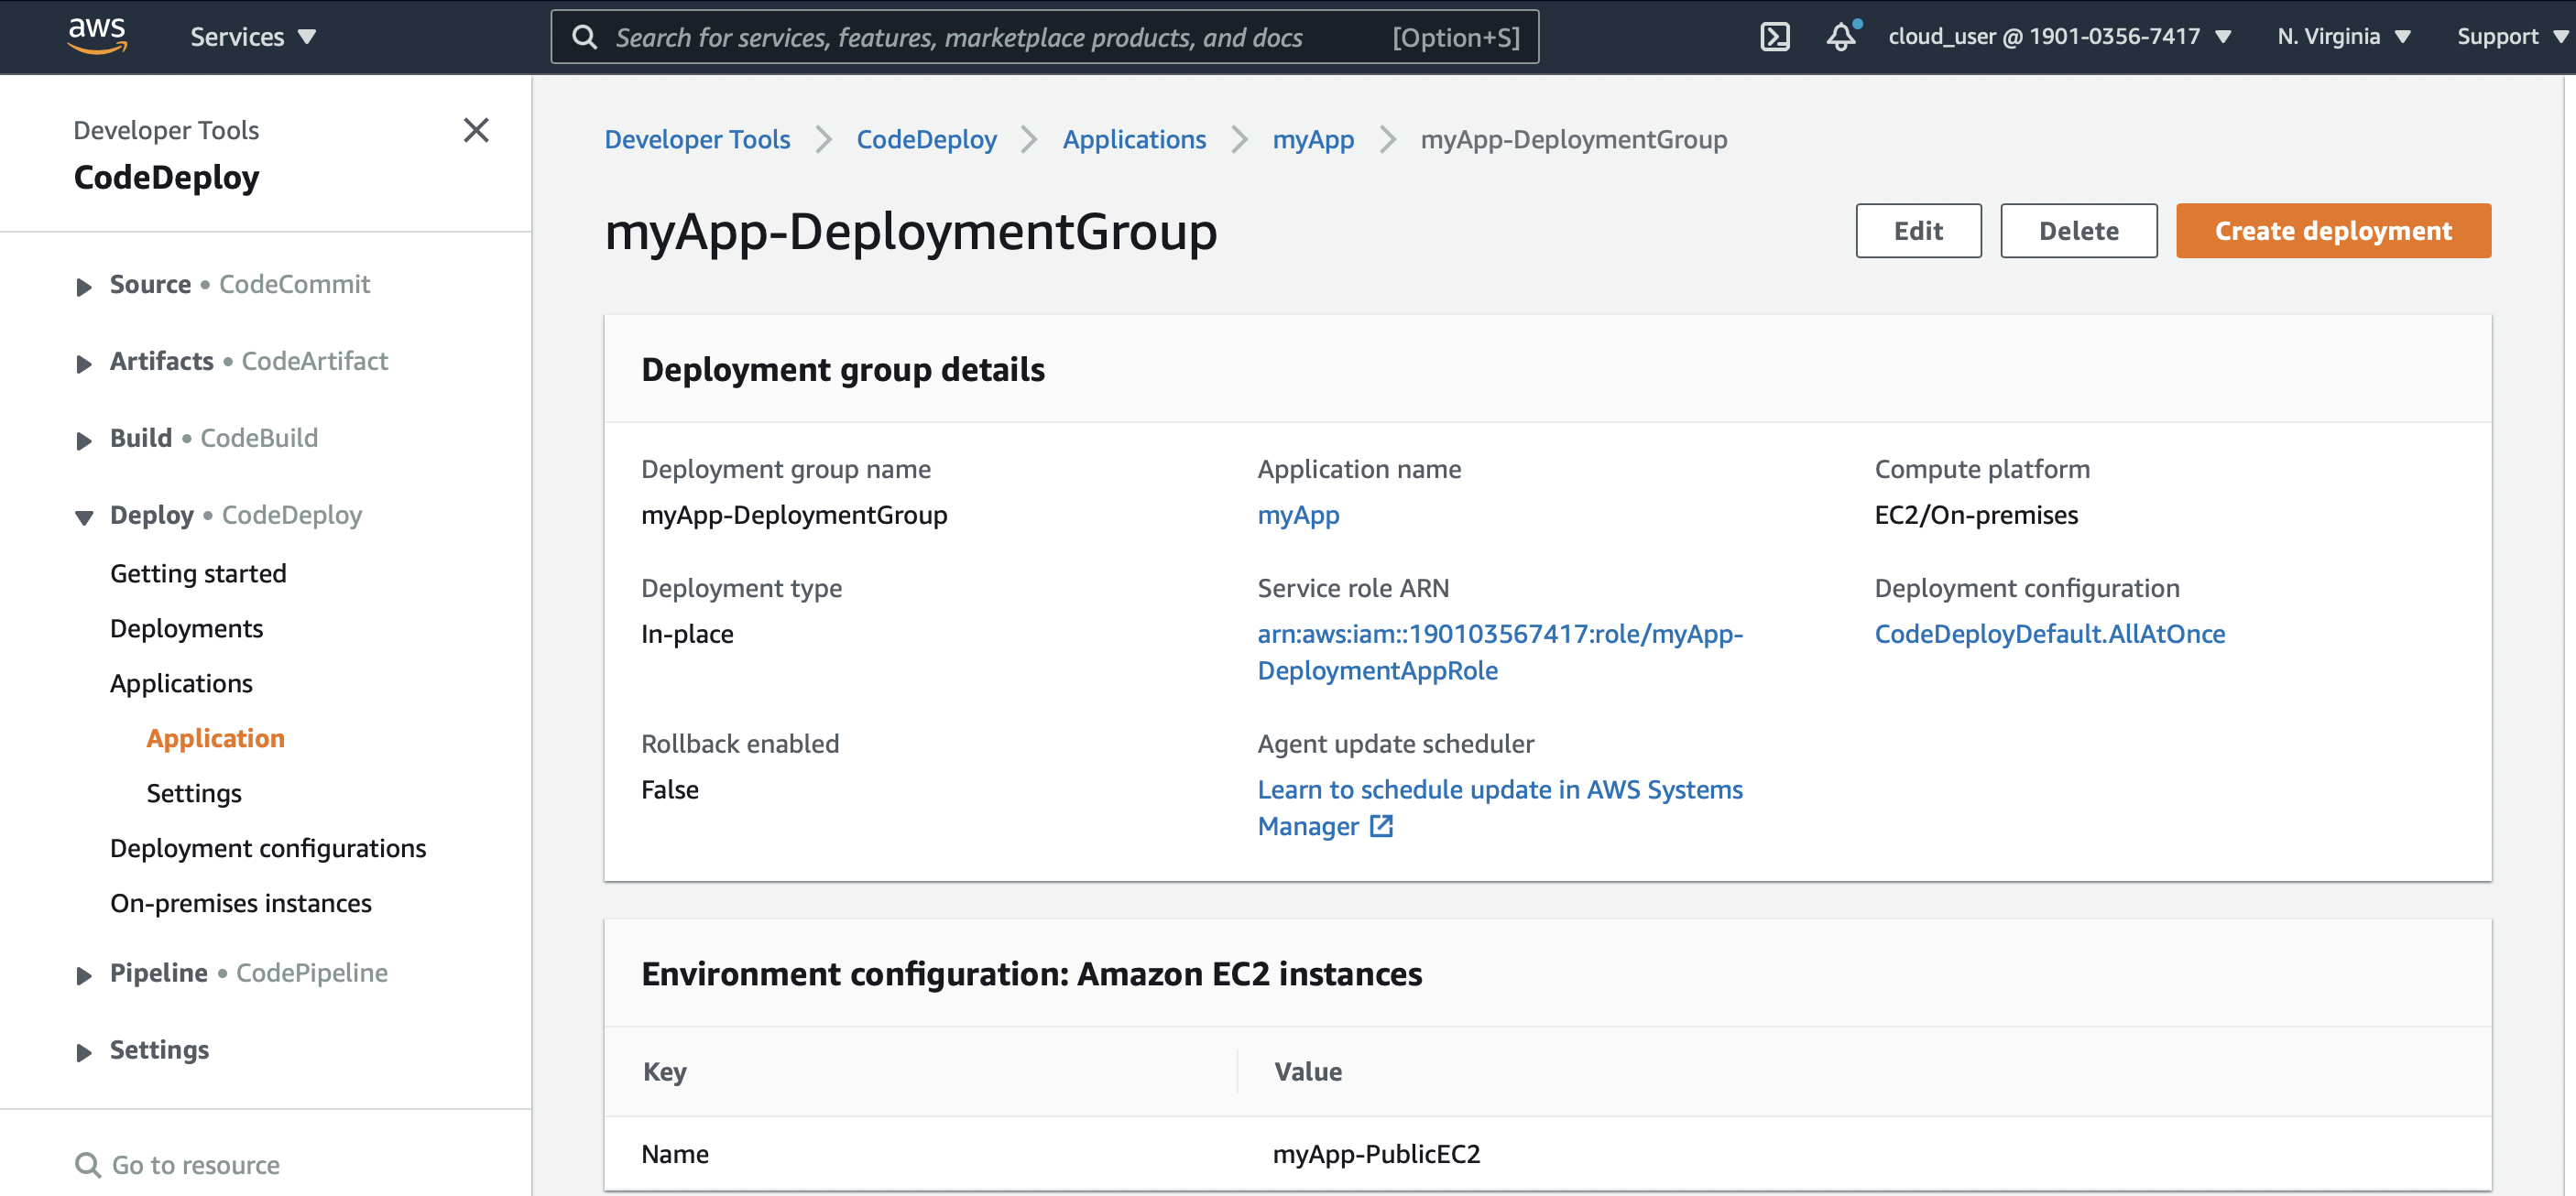 aws
Services
Search for services, features, marketplace products, and docs [Option+S]
cloud_user @ 1901-0356-7417
N. Virginia
Support
Developer Tools
CodeDeploy
Source • CodeCommit
Artifacts • CodeArtifact
Build • CodeBuild
Deploy • CodeDeploy
Getting started
Deployments
Applications
Application
Settings
Deployment configurations
On-premises instances
Pipeline • CodePipeline
Settings
Go to resource
Developer Tools
CodeDeploy
Applications
myApp
myApp-DeploymentGroup
myApp-DeploymentGroup
Edit
Delete
Create deployment
Deployment group details
Deployment group name
myApp-DeploymentGroup
Application name
myApp
Compute platform
EC2/On-premises
Deployment type
In-place
Service role ARN
arn:aws:iam::190103567417:role/myApp-
DeploymentAppRole
Deployment configuration
CodeDeployDefault.AllAtOnce
Rollback enabled
False
Agent update scheduler
Learn to schedule update in AWS Systems
Manager
Environment configuration: Amazon EC2 instances
Key
Value
Name
myApp-PublicEC2